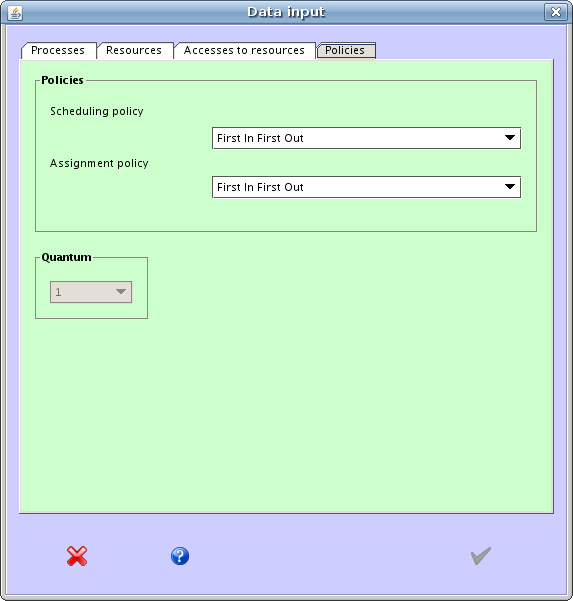 Data input
Processes Resources Accesses to resources Policies
Policies
Scheduling policy
First In First Out
Assignment policy
First In First Out
Quantum
1
?